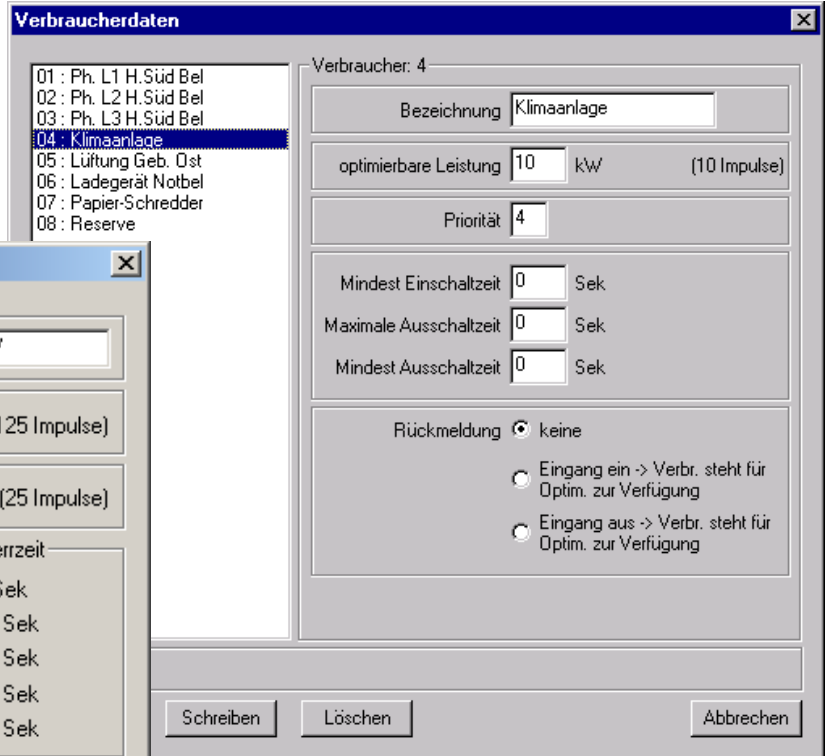 Verbraucherdaten
01 : Ph. L1 H.Süd Bel
02 : Ph. L2 H.Süd Bel
03 : Ph. L3 H.Süd Bel
04 : Klimaanlage
05 : Lüftung Geb. Ost
06 : Ladegerät Notbel
07 : Papier-Schredder
08 : Reserve
Verbraucher: 4
Bezeichnung Klimaanlage
optimierbare Leistung 10 kW (10 Impulse)
Priorität 4
Mindest Einschaltzeit 0 Sek
Maximale Ausschaltzeit 0 Sek
Mindest Ausschaltzeit 0 Sek
Rückmeldung keine
Eingang ein -> Verbr. steht für
Optim. zur Verfügung
Eingang aus -> Verbr. steht für
Optim. zur Verfügung
25 Impulse)
(25 Impulse)
Sek
Sek
Sek
Sek
Sek
Schreiben Löschen Abbrechen